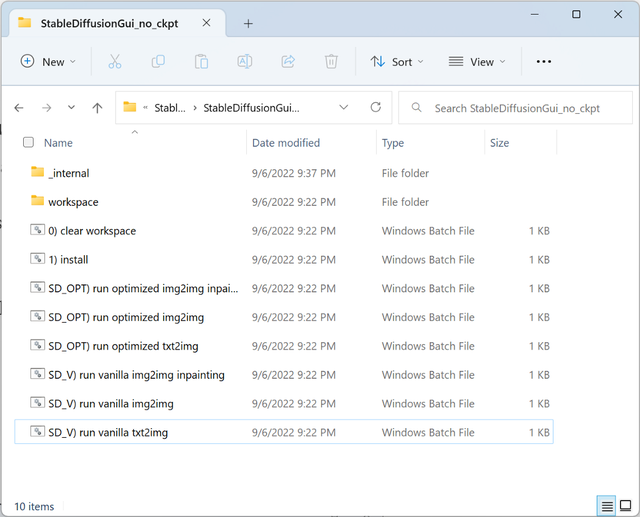 StableDiffusionGui_no_ckpt
New
Sort
View
« Stabl... > StableDiffusionGui...
Search StableDiffusionGui_no_ckpt
Name Date modified Type Size
_internal 9/6/2022 9:37 PM File folder
workspace 9/6/2022 9:22 PM File folder
0) clear workspace 9/6/2022 9:22 PM Windows Batch File 1 KB
1) install 9/6/2022 9:22 PM Windows Batch File 1 KB
SD_OPT) run optimized img2img inpai... 9/6/2022 9:22 PM Windows Batch File 1 KB
SD_OPT) run optimized img2img 9/6/2022 9:22 PM Windows Batch File 1 KB
SD_OPT) run optimized txt2img 9/6/2022 9:22 PM Windows Batch File 1 KB
SD_V) run vanilla img2img inpainting 9/6/2022 9:22 PM Windows Batch File 1 KB
SD_V) run vanilla img2img 9/6/2022 9:22 PM Windows Batch File 1 KB
SD_V) run vanilla txt2img 9/6/2022 9:22 PM Windows Batch File 1 KB
10 items